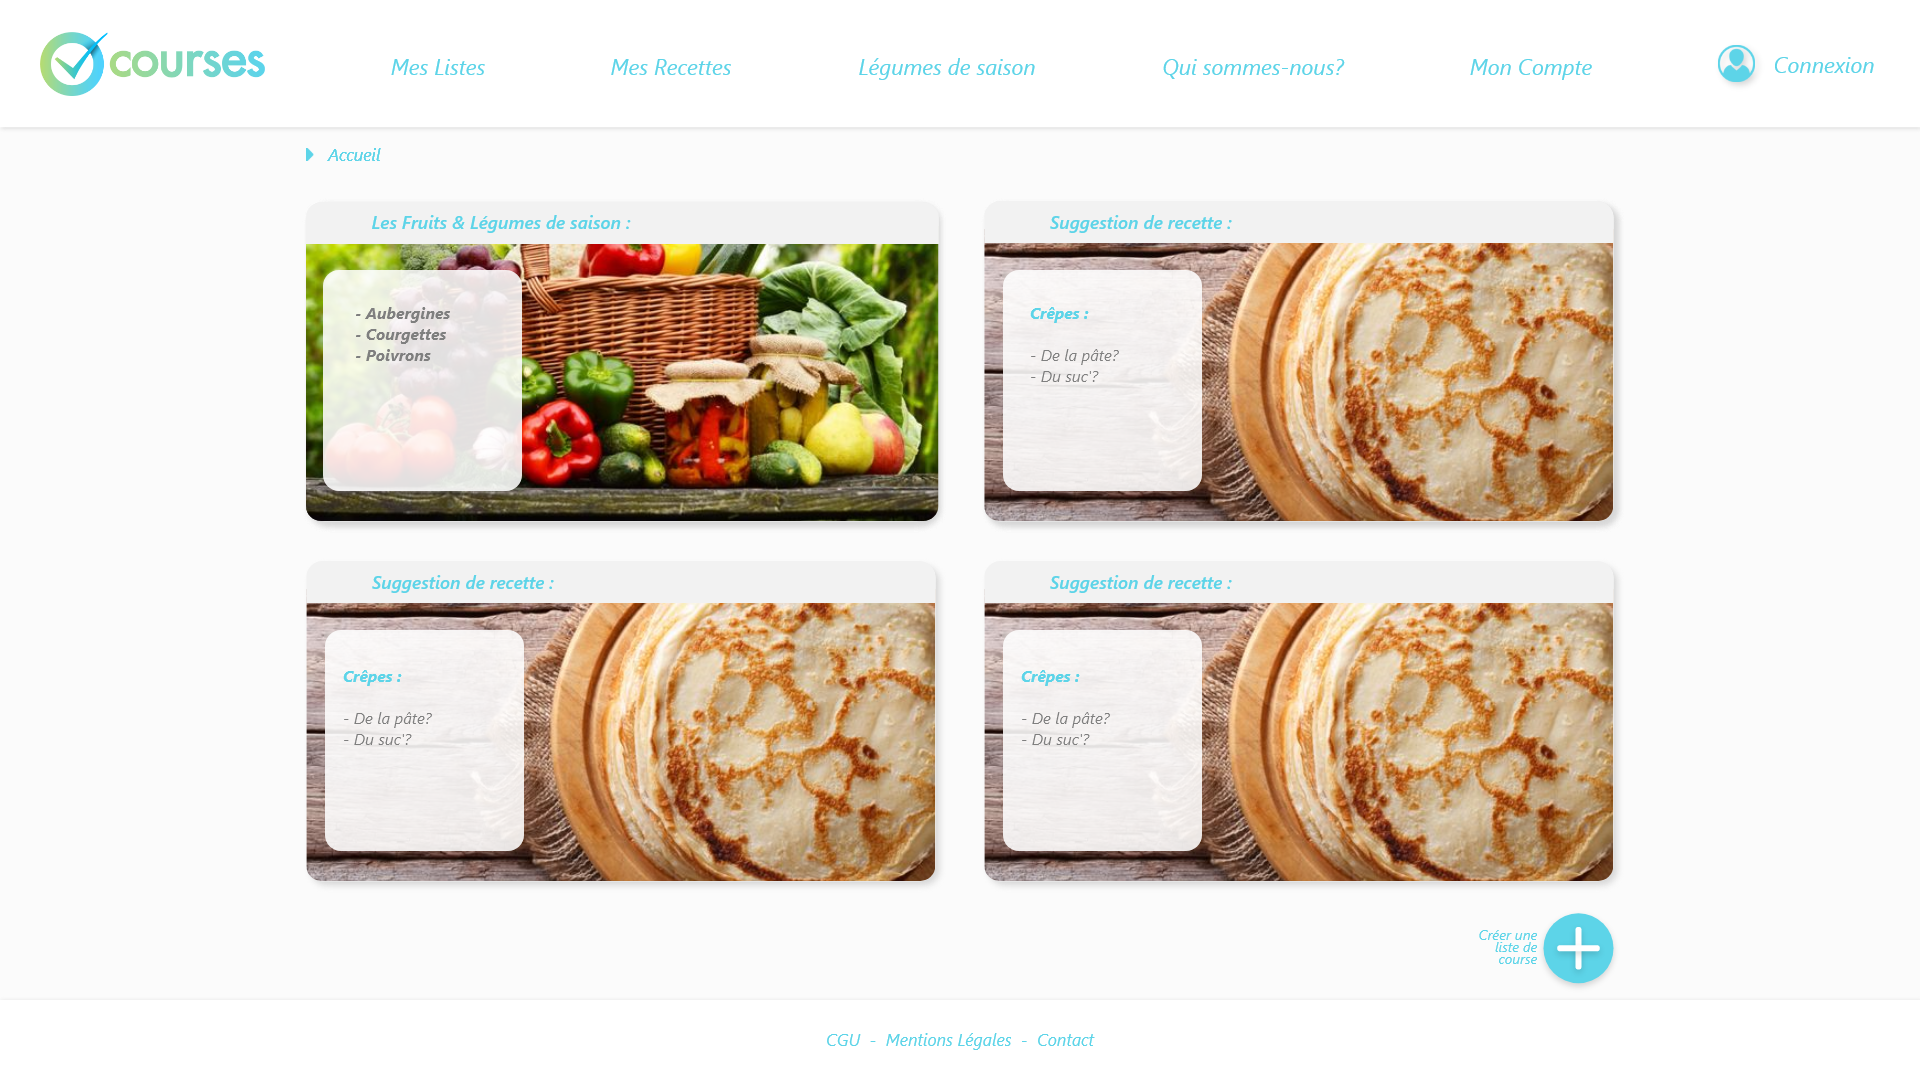 courses
Mes Listes
Mes Recettes
Légumes de saison
Qui sommes-nous?
Mon Compte
Connexion
Accueil
Les Fruits & Légumes de saison :
- Aubergines
- Courgettes
- Poivrons
Suggestion de recette :
Crêpes :
- De la pâte?
- Du suc'?
Suggestion de recette :
Crêpes :
- De la pâte?
- Du suc'?
Suggestion de recette :
Crêpes :
- De la pâte?
- Du suc'?
Créer une
liste de
course
CGU - Mentions Légales - Contact